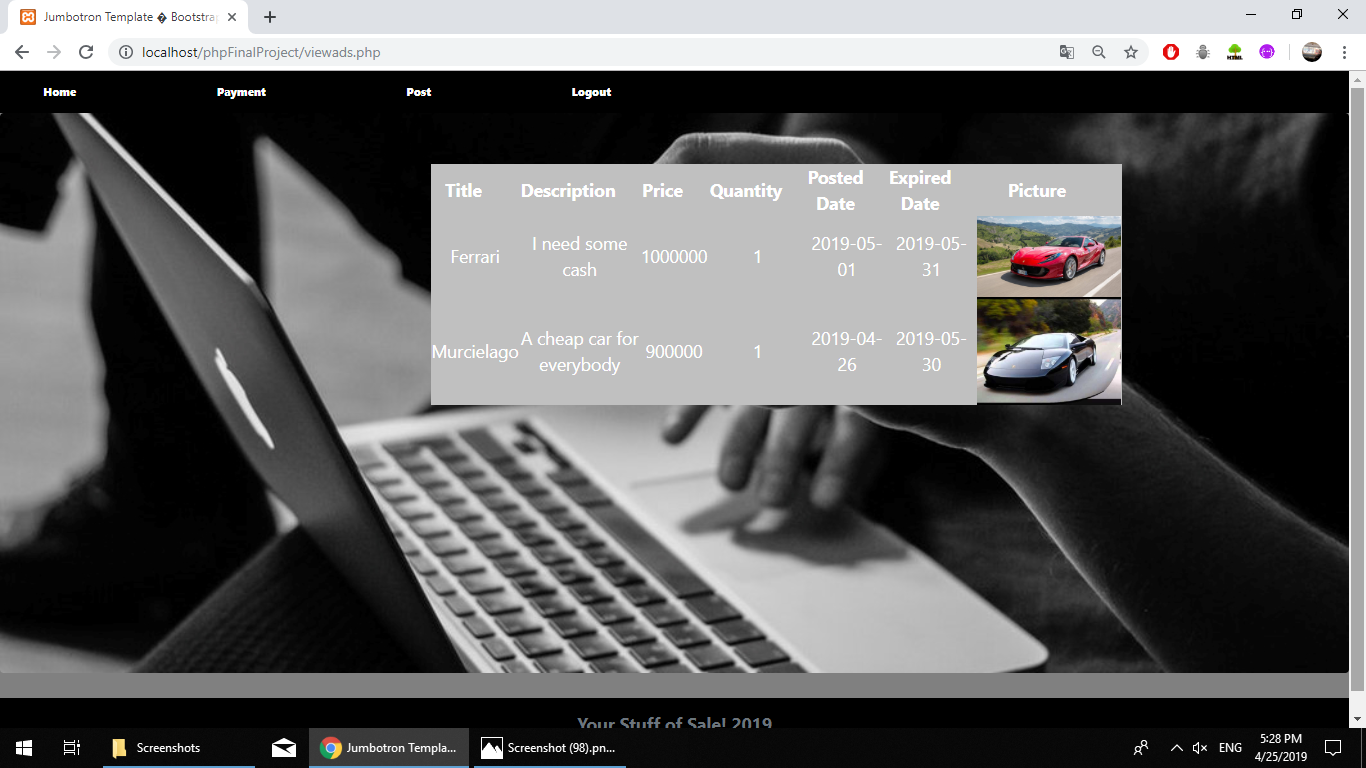 Jumbotron Template � Bootstrap
localhost/phpFinalProject/viewads.php
HTML
Home Payment Post Logout
Title Description Price Quantity Posted Date Expired Date Picture
Ferrari I need some cash 1000000 1 2019-05-01 2019-05-31
Murcielago A cheap car for everybody 900000 1 2019-04-26 2019-05-30
Your Stuff of Sale! 2019
Screenshots
Jumbotron Templa...
Screenshot (98).pn...
ENG
5:28 PM
4/25/2019